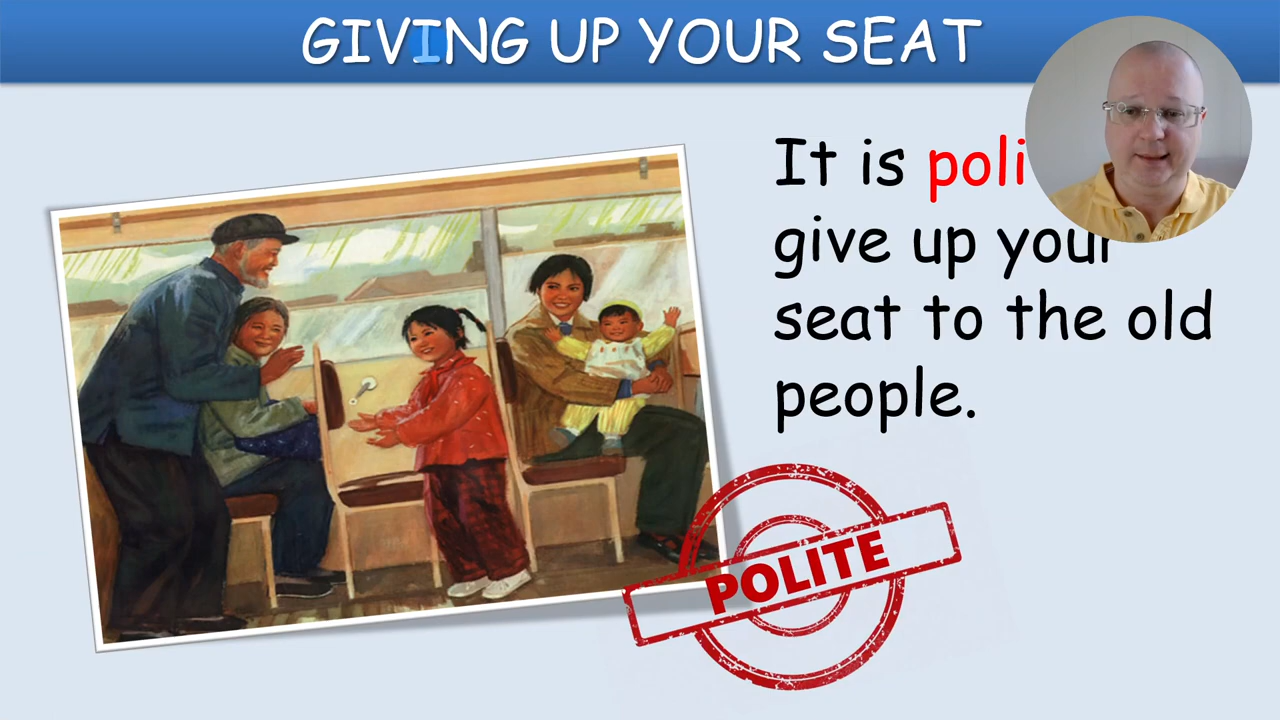 GIVING UP YOUR SEAT
It is poli
give up your
seat to the old
people.
POLITE